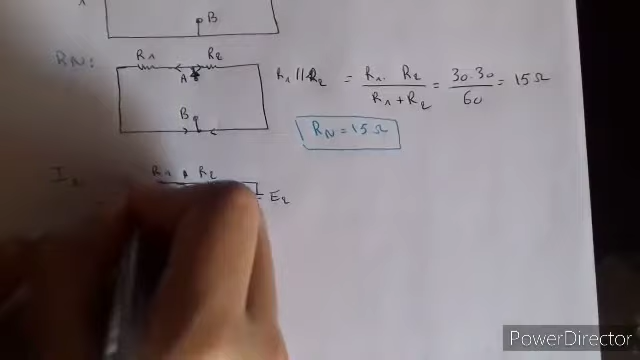 B
RN:
R1 R2
A
B
R1 || R2 = R1 . R2 / R1 + R2 = 30.30 / 60 = 15 Ω
RN = 15 Ω
R1 A R2
E2
PowerDirector